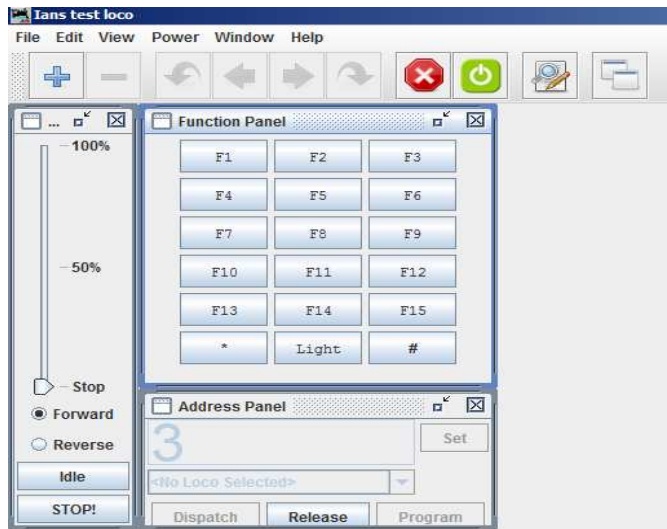 Ians test loco
File Edit View Power Window Help
...
100%
50%
Stop
Forward
Reverse
Idle
STOP!
Function Panel
F1 F2 F3
F4 F5 F6
F7 F8 F9
F10 F11 F12
F13 F14 F15
* Light #
Address Panel
3 Set
<No Loco Selected>
Dispatch Release Program